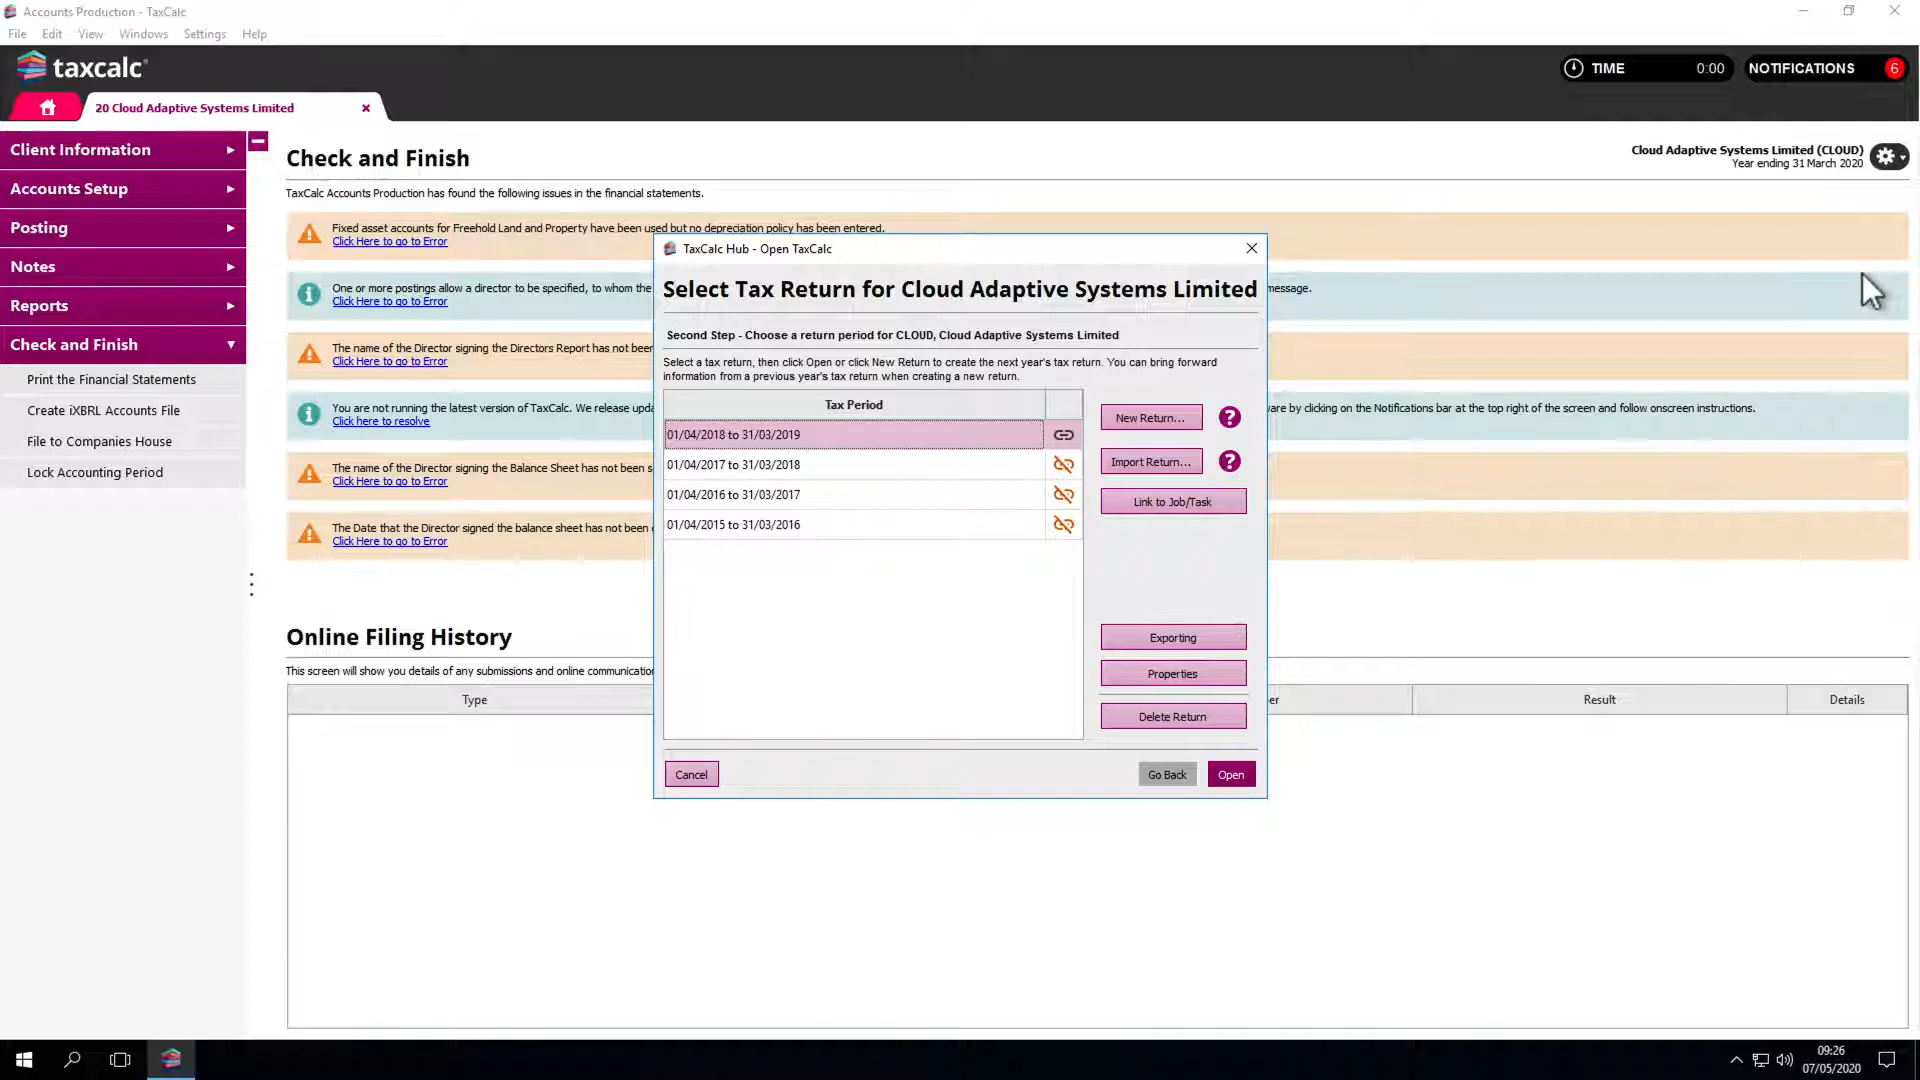 Accounts Production - TaxCalc
File Edit View Windows Settings Help
taxcalc
TIME 0:00
NOTIFICATIONS 6
20 Cloud Adaptive Systems Limited
Client Information
Accounts Setup
Posting
Notes
Reports
Check and Finish
Print the Financial Statements
Create iXBRL Accounts File
File to Companies House
Lock Accounting Period
Check and Finish
Cloud Adaptive Systems Limited (CLOUD)
Year ending 31 March 2020
TaxCalc Accounts Production has found the following issues in the financial statements.
Fixed asset accounts for Freehold Land and Property have been used but no depreciation policy has been entered.
Click Here to go to Error
One or more postings allow a director to be specified, to whom the
message.
Click Here to go to Error
The name of the Director signing the Directors Report has not been
Click Here to go to Error
You are not running the latest version of TaxCalc. We release
are by clicking on the Notifications bar at the top right of the screen and follow onscreen instructions.
Click here to resolve
The name of the Director signing the Balance Sheet has not been
Click Here to go to Error
The Date that the Director signed the balance sheet has not been
Click Here to go to Error
Online Filing History
This screen will show you details of any submissions and online
Type
er
Result
Details
TaxCalc Hub - Open TaxCalc
Select Tax Return for Cloud Adaptive Systems Limited
Second Step - Choose a return period for CLOUD, Cloud Adaptive Systems Limited
Select a tax return, then click Open or click New Return to create the next year's tax return. You can bring forward
information from a previous year's tax return when creating a new return.
Tax Period
01/04/2018 to 31/03/2019
01/04/2017 to 31/03/2018
01/04/2016 to 31/03/2017
01/04/2015 to 31/03/2016
New Return... ?
Import Return... ?
Link to Job/Task
Exporting
Properties
Delete Return
Cancel
Go Back
Open
09:26
07/05/2020